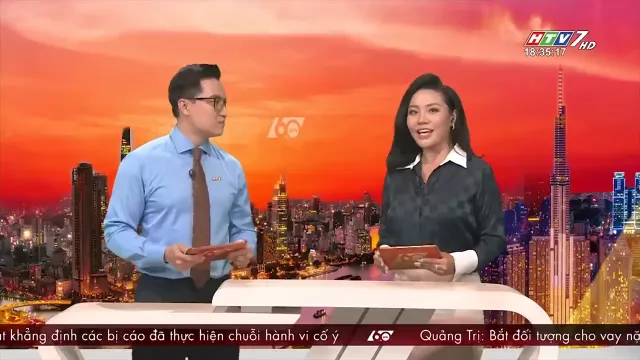 HTV7 HD
18:35:17
60
ật khẳng định các bị cáo đã thực hiện chuỗi hành vi cố ý 60 Quảng Trị: Bắt đối tượng cho vay nặ